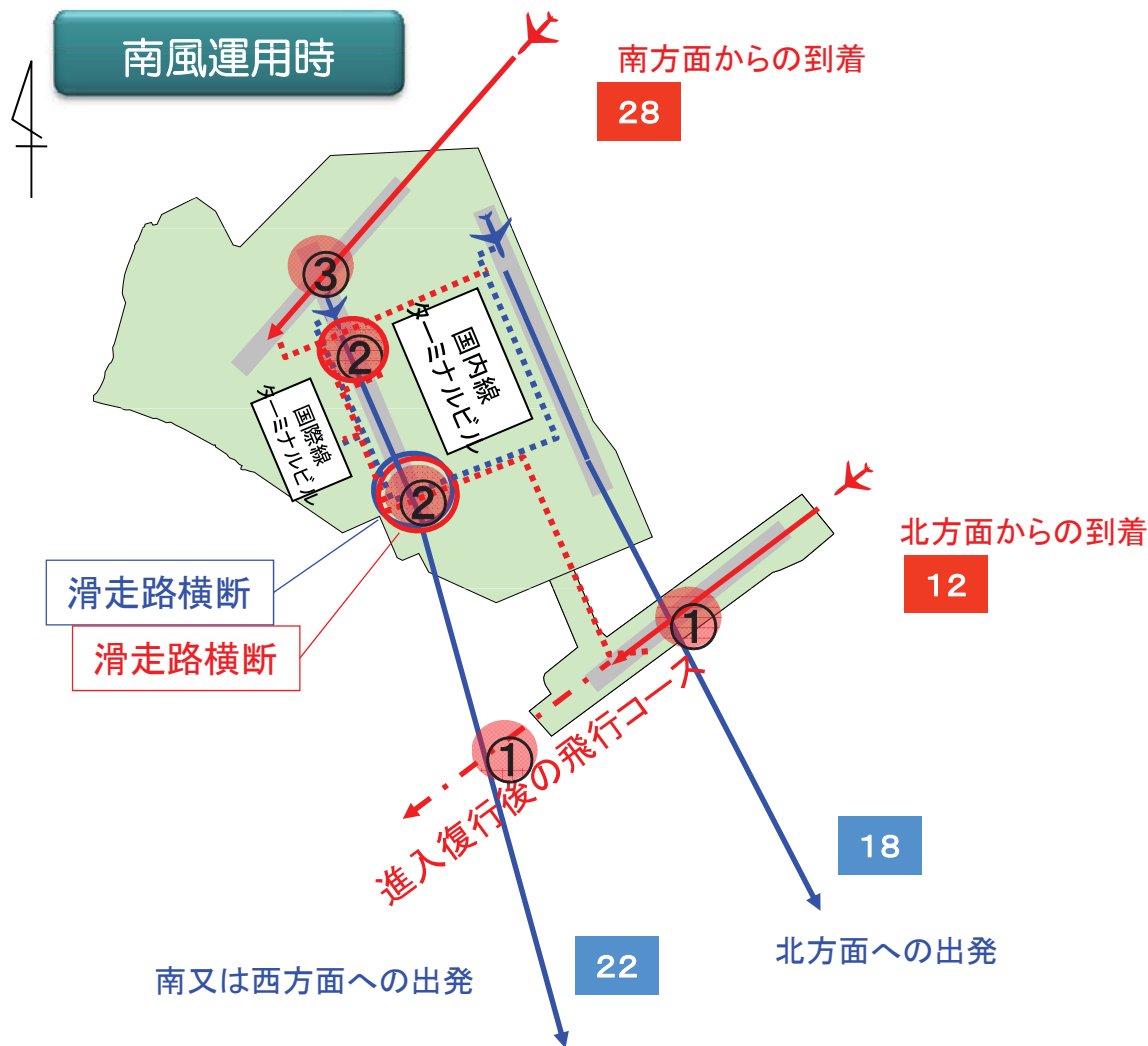 南風運用時
南方面からの到着
28
③
国内線
ターミナルビル
②
国際線
ターミナルビル
②
北方面からの到着
12
滑走路横断
滑走路横断
①
①
進入復行後の飛行コース
18
北方面への出発
22
南又は西方面への出発